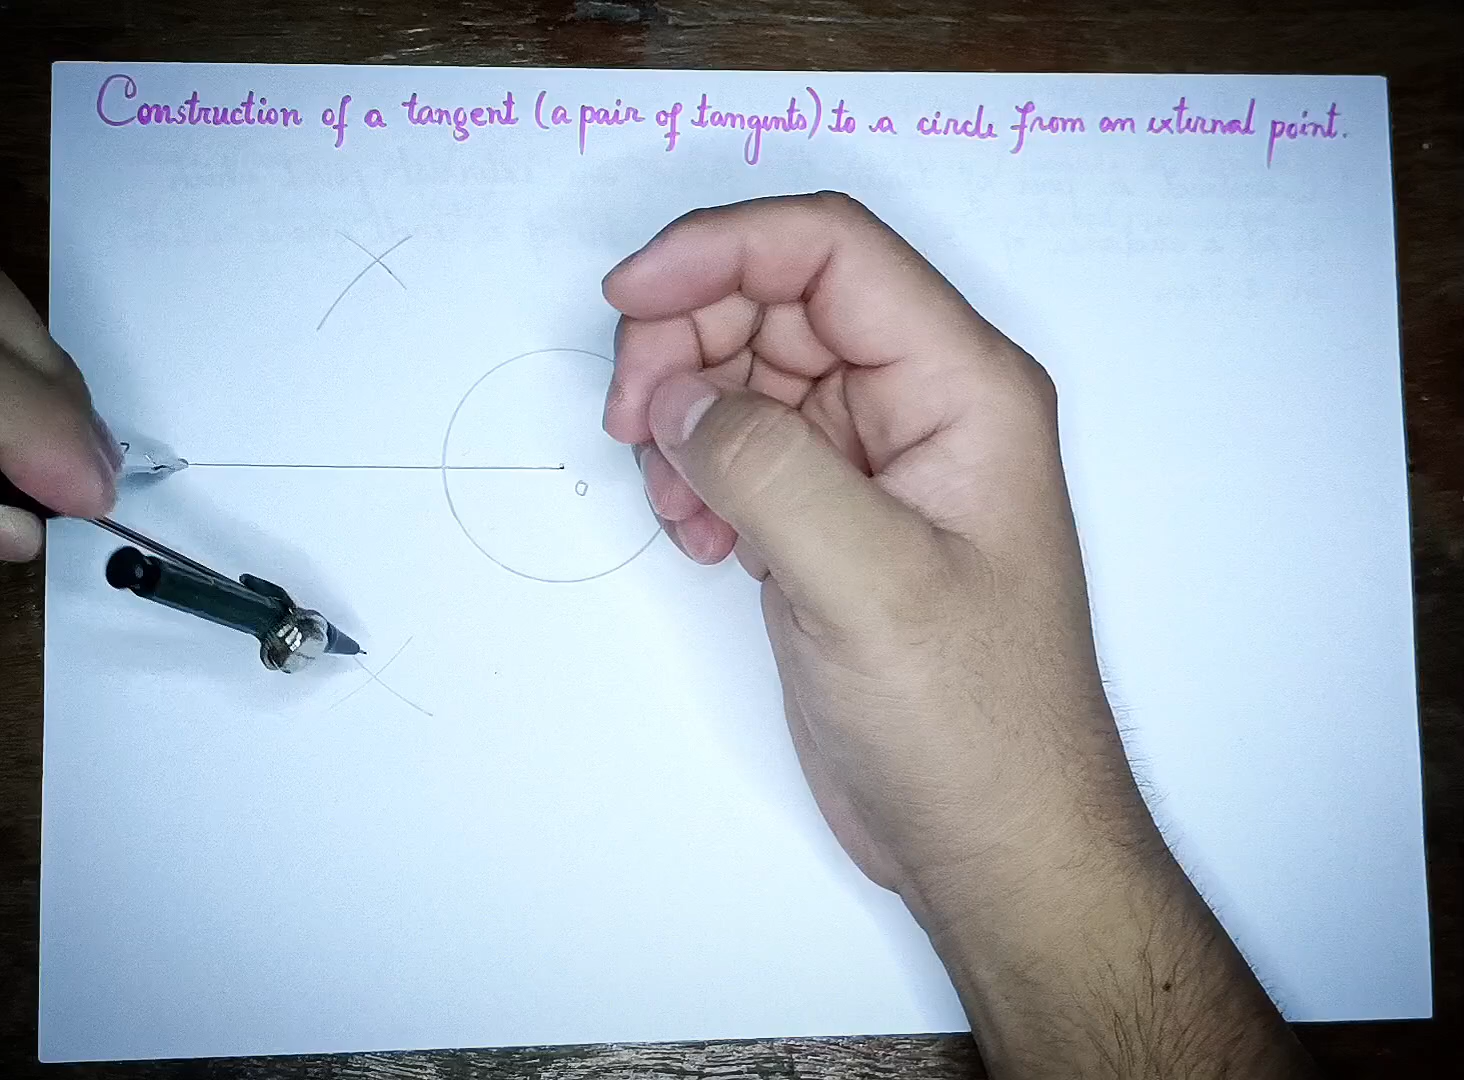 Construction of a tangent (a pair of tangents) to a circle from an external point.
O